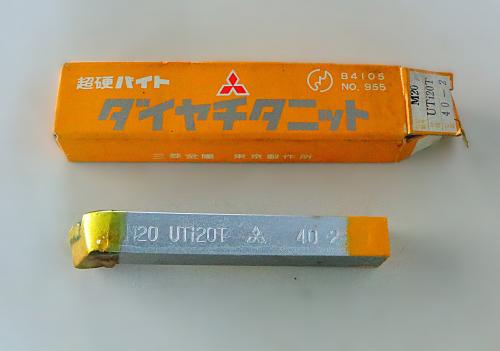 超硬バイト
B4105
NO. 955
ダイヤチタニット
三菱金属 東京製作所
M20
UTi20T
40-2
20 UTi20T 40 2